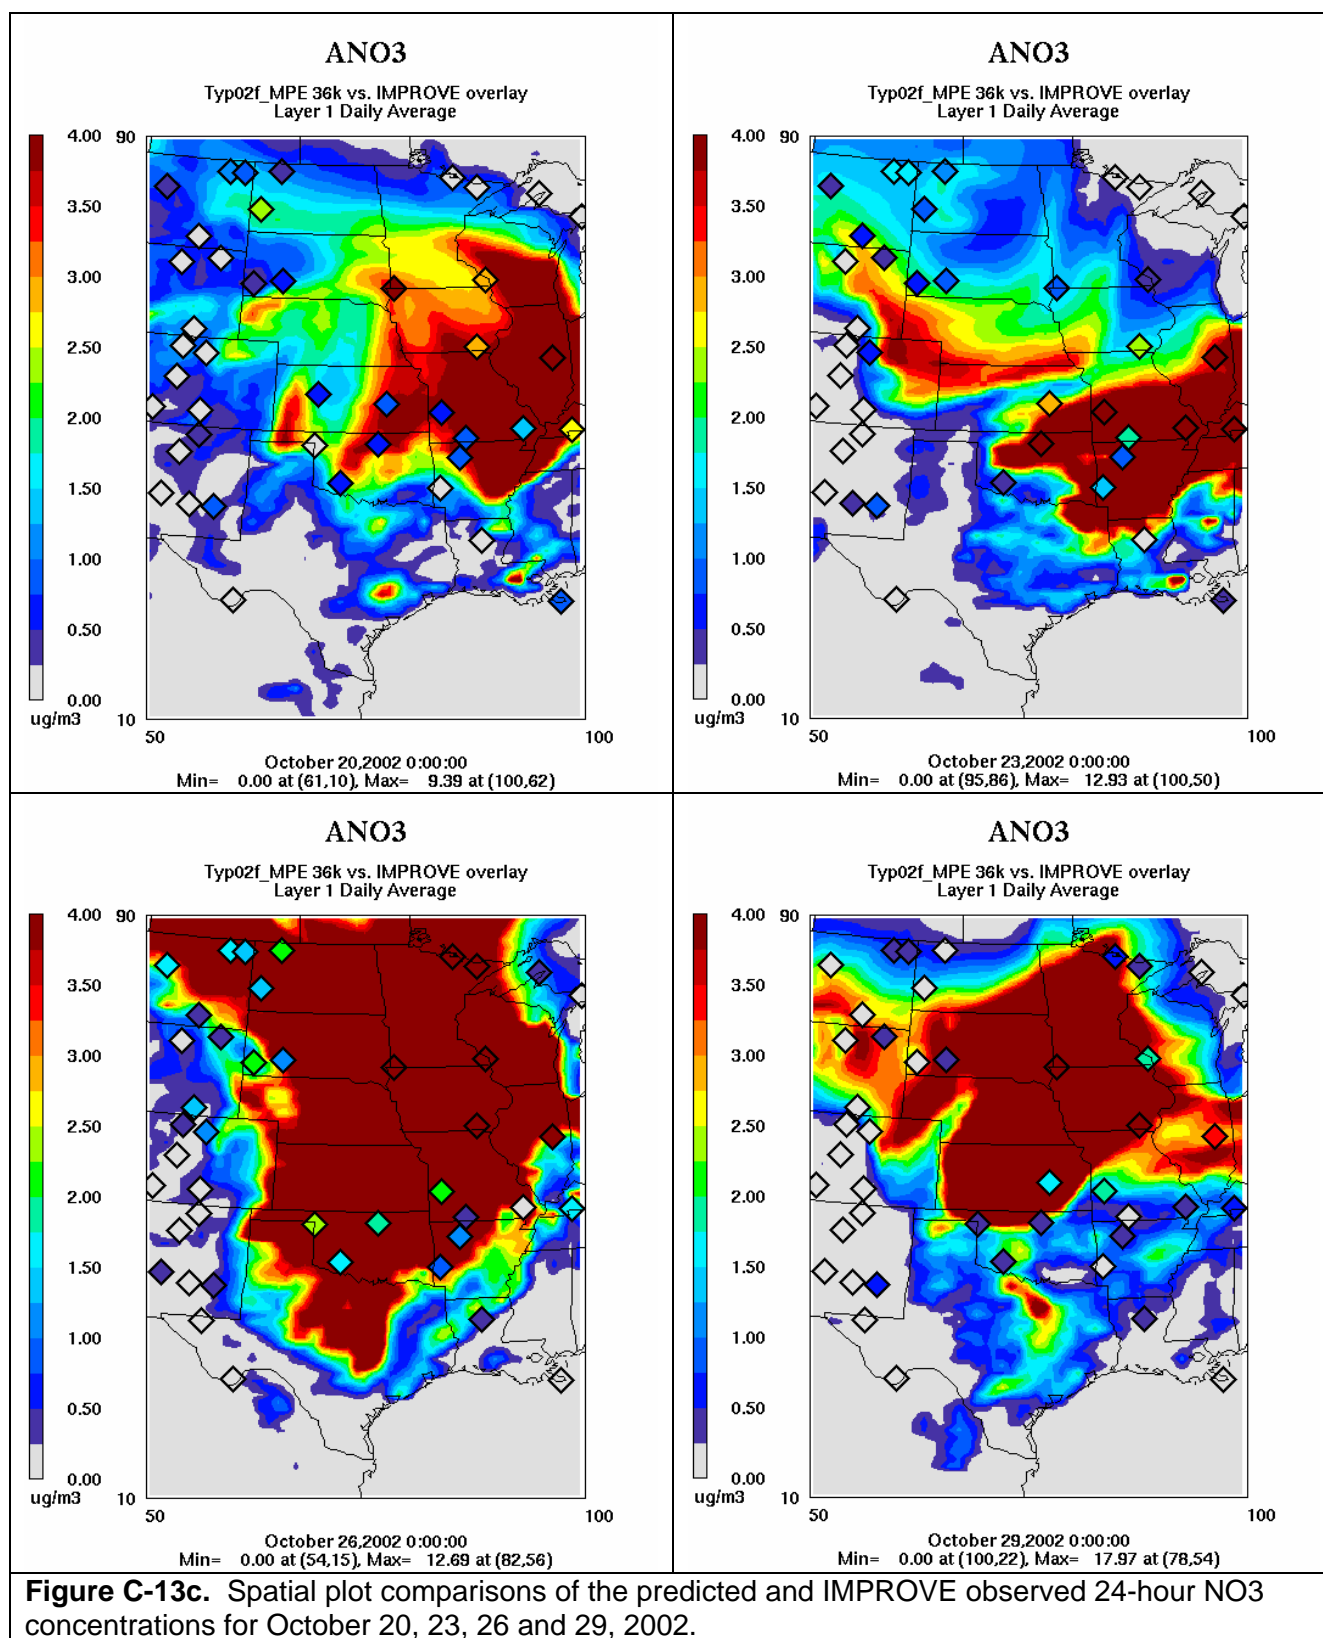 ANO3
Typ02f_MPE 36k vs. IMPROVE overlay
Layer 1 Daily Average
4.00
3.50
3.00
2.50
2.00
1.50
1.00
0.50
0.00
ug/m3
90
10
50
100
October 20,2002 0:00:00
Min= 0.00 at (61,10), Max= 9.39 at (100,62)
ANO3
Typ02f_MPE 36k vs. IMPROVE overlay
Layer 1 Daily Average
4.00
3.50
3.00
2.50
2.00
1.50
1.00
0.50
0.00
ug/m3
90
10
50
100
October 23,2002 0:00:00
Min= 0.00 at (95,86), Max= 12.93 at (100,50)
ANO3
Typ02f_MPE 36k vs. IMPROVE overlay
Layer 1 Daily Average
4.00
3.50
3.00
2.50
2.00
1.50
1.00
0.50
0.00
ug/m3
90
10
50
100
October 26,2002 0:00:00
Min= 0.00 at (54,15), Max= 12.69 at (82,56)
ANO3
Typ02f_MPE 36k vs. IMPROVE overlay
Layer 1 Daily Average
4.00
3.50
3.00
2.50
2.00
1.50
1.00
0.50
0.00
ug/m3
90
10
50
100
October 29,2002 0:00:00
Min= 0.00 at (100,22), Max= 17.97 at (78,54)
Figure C-13c. Spatial plot comparisons of the predicted and IMPROVE observed 24-hour NO3
concentrations for October 20, 23, 26 and 29, 2002.